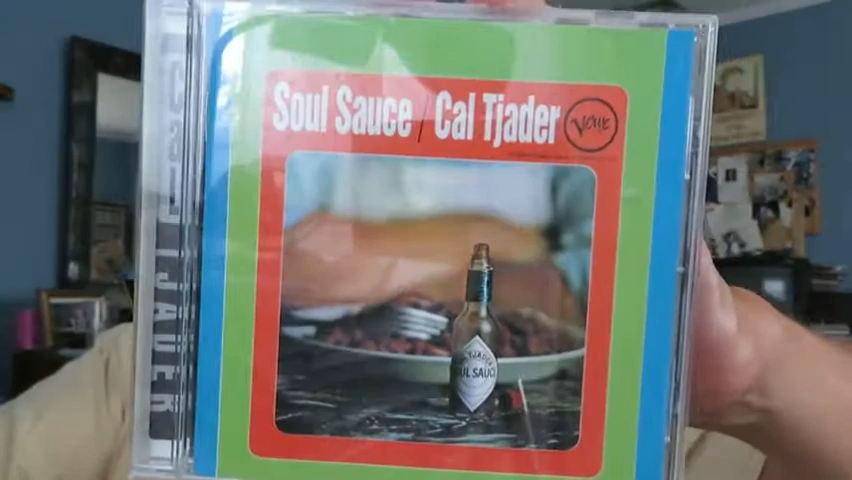 Soul Sauce / Cal Tjader
Verve
TJADER
SOUL SAUCE
TJADER